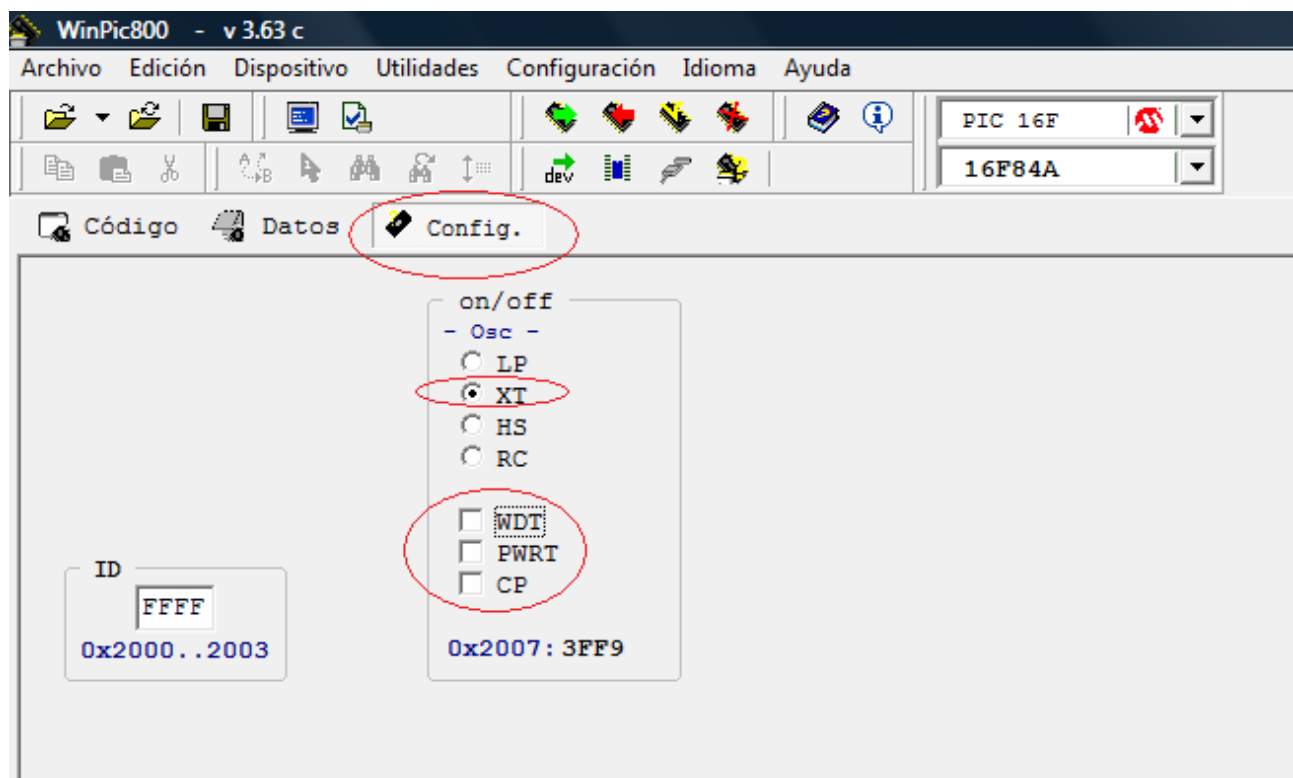 WinPic800 - v 3.63 c
Archivo Edición Dispositivo Utilidades Configuración Idioma Ayuda
PIC 16F
dev
16F84A
Código Datos Config.
on/off
- Osc -
LP
XT
HS
RC
WDT
PWRT
CP
0x2007:3FF9
ID
FFFF
0x2000..2003